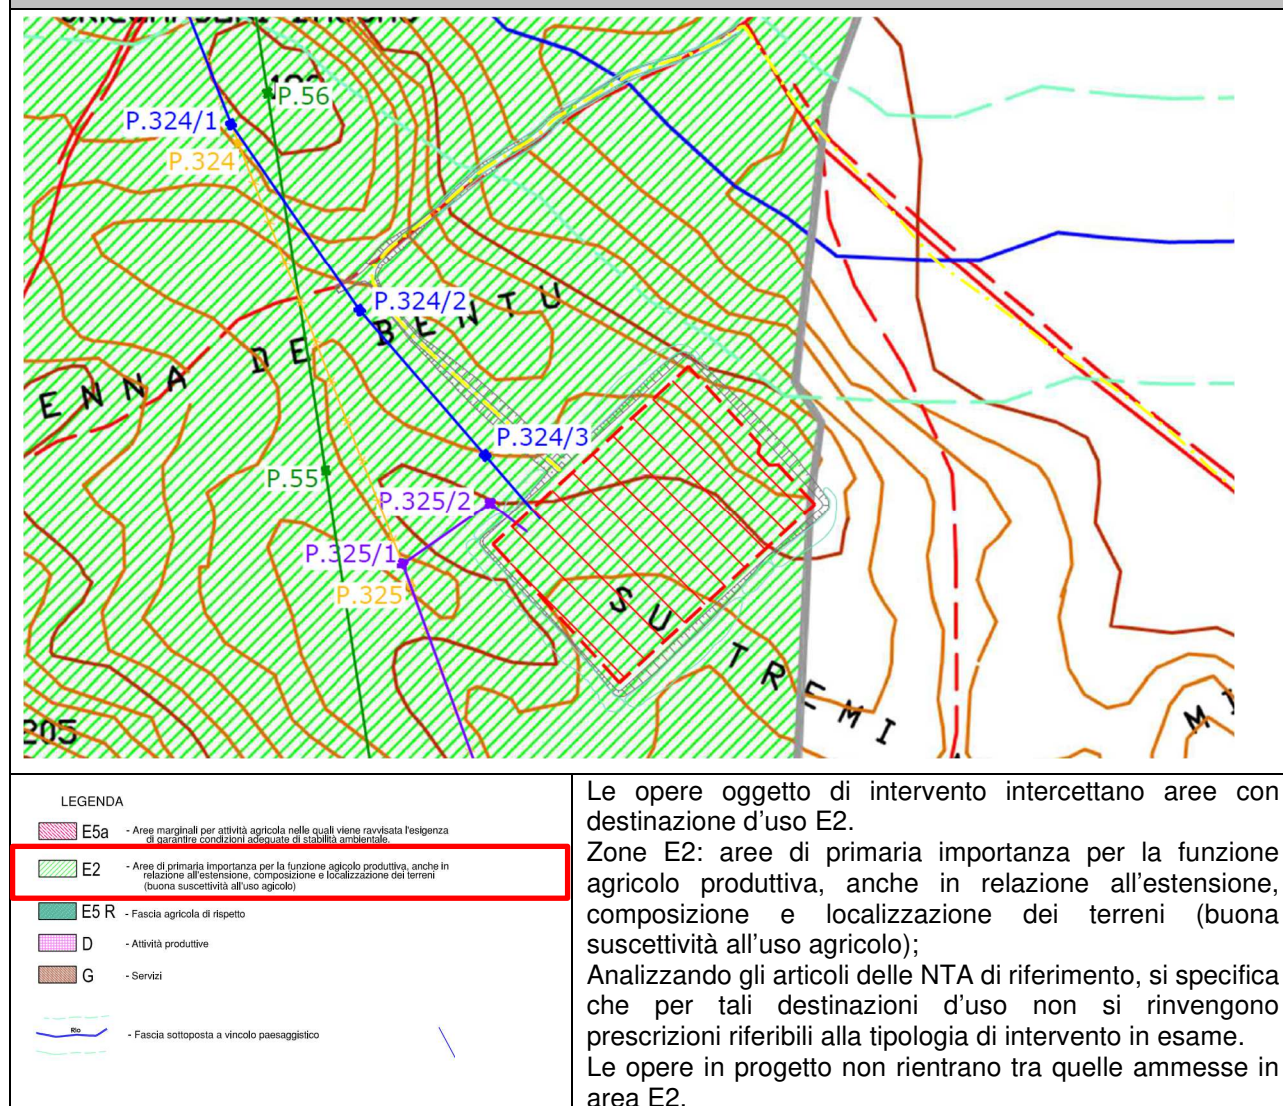 P.56
P.324/1
P.324
P.324/2
ENNA DE BENTU
P.324/3
P.55
P.325/2
P.325/1
P.325
SU TREMI
205
LEGENDA
E5a - Aree marginali per attività agricola nelle quali viene ravvisata l'esigenza
di garantire condizioni adeguate di stabilità ambientale.
E2 - Aree di primaria importanza per la funzione agricolo produttiva, anche in
relazione all'estensione, composizione e localizzazione dei terreni
(buona suscettività all'uso agicolo)
E5 R - Fascia agricola di rispetto
D - Attività produttive
G - Servizi
Rio - Fascia sottoposta a vincolo paesaggistico
Le opere oggetto di intervento intercettano aree con
destinazione d'uso E2.
Zone E2: aree di primaria importanza per la funzione
agricolo produttiva, anche in relazione all'estensione,
composizione e localizzazione dei terreni (buona
suscettività all'uso agricolo);
Analizzando gli articoli delle NTA di riferimento, si specifica
che per tali destinazioni d'uso non si rinvengono
prescrizioni riferibili alla tipologia di intervento in esame.
Le opere in progetto non rientrano tra quelle ammesse in
area E2.